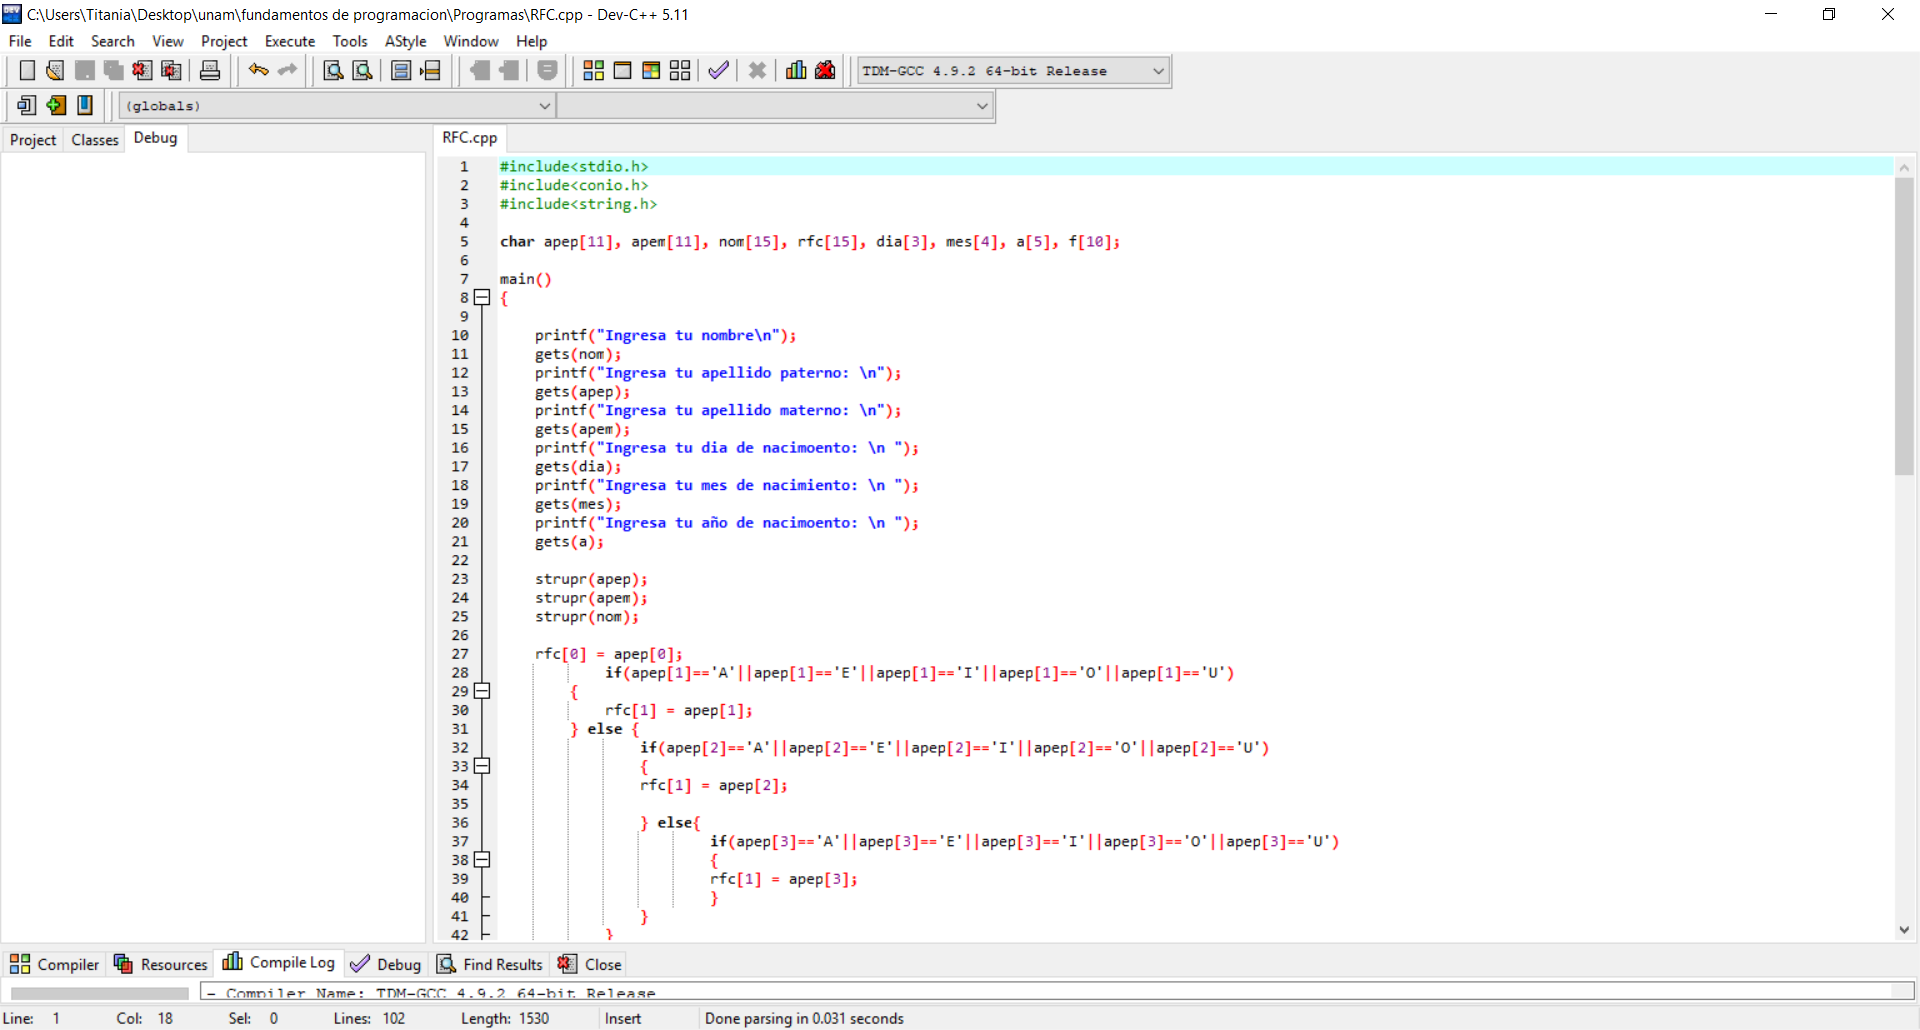 C:\Users\Titania\Desktop\unam\fundamentos de programacion\Programas\RFC.cpp - Dev-C++ 5.11
File Edit Search View Project Execute Tools AStyle Window Help
TDM-GCC 4.9.2 64-bit Release
(globals)
Project Classes Debug
RFC.cpp
1 #include<stdio.h>
2 #include<conio.h>
3 #include<string.h>
4
5 char apep[11], apem[11], nom[15], rfc[15], dia[3], mes[4], a[5], f[10];
6
7 main()
8 {
9
10 printf("Ingresa tu nombre\n");
11 gets(nom);
12 printf("Ingresa tu apellido paterno: \n");
13 gets(apep);
14 printf("Ingresa tu apellido materno: \n");
15 gets(apem);
16 printf("Ingresa tu dia de nacimoento: \n ");
17 gets(dia);
18 printf("Ingresa tu mes de nacimiento: \n ");
19 gets(mes);
20 printf("Ingresa tu año de nacimoento: \n ");
21 gets(a);
22
23 strupr(apep);
24 strupr(apem);
25 strupr(nom);
26
27 rfc[0] = apep[0];
28 if(apep[1]=='A'||apep[1]=='E'||apep[1]=='I'||apep[1]=='O'||apep[1]=='U')
29 {
30 rfc[1] = apep[1];
31 } else {
32 if(apep[2]=='A'||apep[2]=='E'||apep[2]=='I'||apep[2]=='O'||apep[2]=='U')
33 {
34 rfc[1] = apep[2];
35
36 } else{
37 if(apep[3]=='A'||apep[3]=='E'||apep[3]=='I'||apep[3]=='O'||apep[3]=='U')
38 {
39 rfc[1] = apep[3];
40 }
41 }
42 }
Compiler Resources Compile Log Debug Find Results Close
- Compiler Name: TDM-GCC 4.9.2 64-bit Release
Line: 1 Col: 18 Sel: 0 Lines: 102 Length: 1530 Insert Done parsing in 0.031 seconds